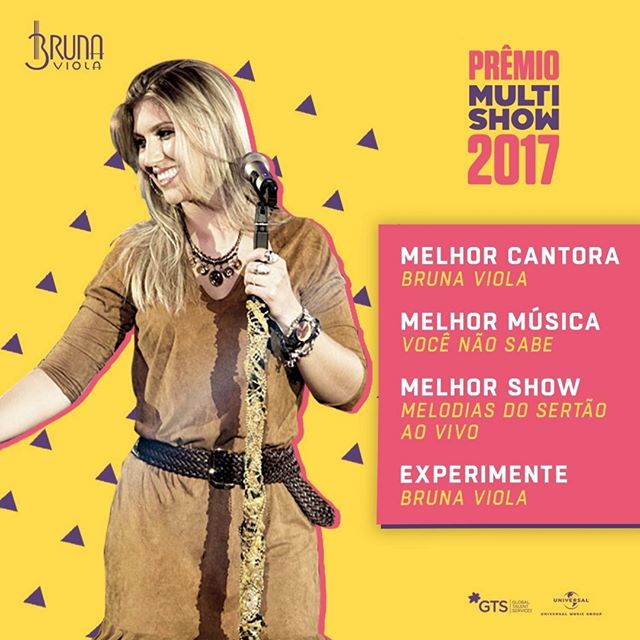 BRUNA
VIOLA
PRÊMIO
MULTI
SHOW
2017
MELHOR CANTORA
BRUNA VIOLA
MELHOR MÚSICA
VOCÊ NÃO SABE
MELHOR SHOW
MELODIAS DO SERTÃO
AO VIVO
EXPERIMENTE
BRUNA VIOLA
GTS
GLOBAL
TALENT
SERVICES
UNIVERSAL
UNIVERSAL MUSIC GROUP